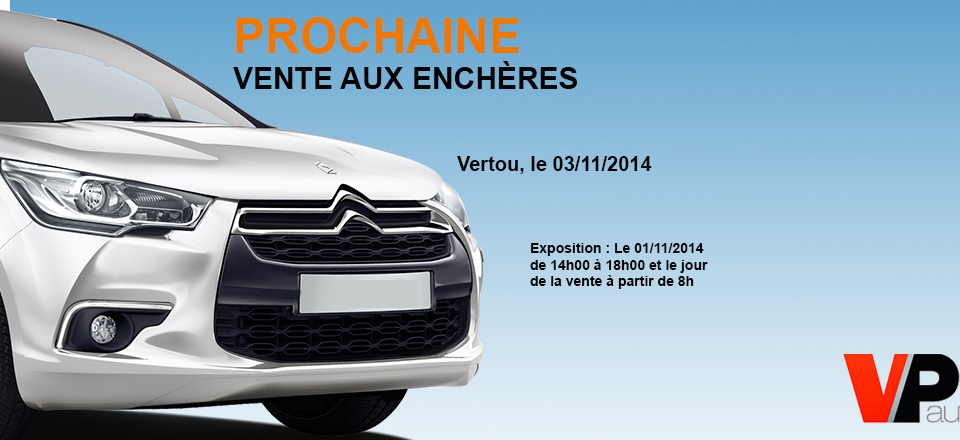 PROCHAINE
VENTE AUX ENCHÈRES
Vertou, le 03/11/2014
Exposition : Le 01/11/2014
de 14h00 à 18h00 et le jour
de la vente à partir de 8h
VP
au